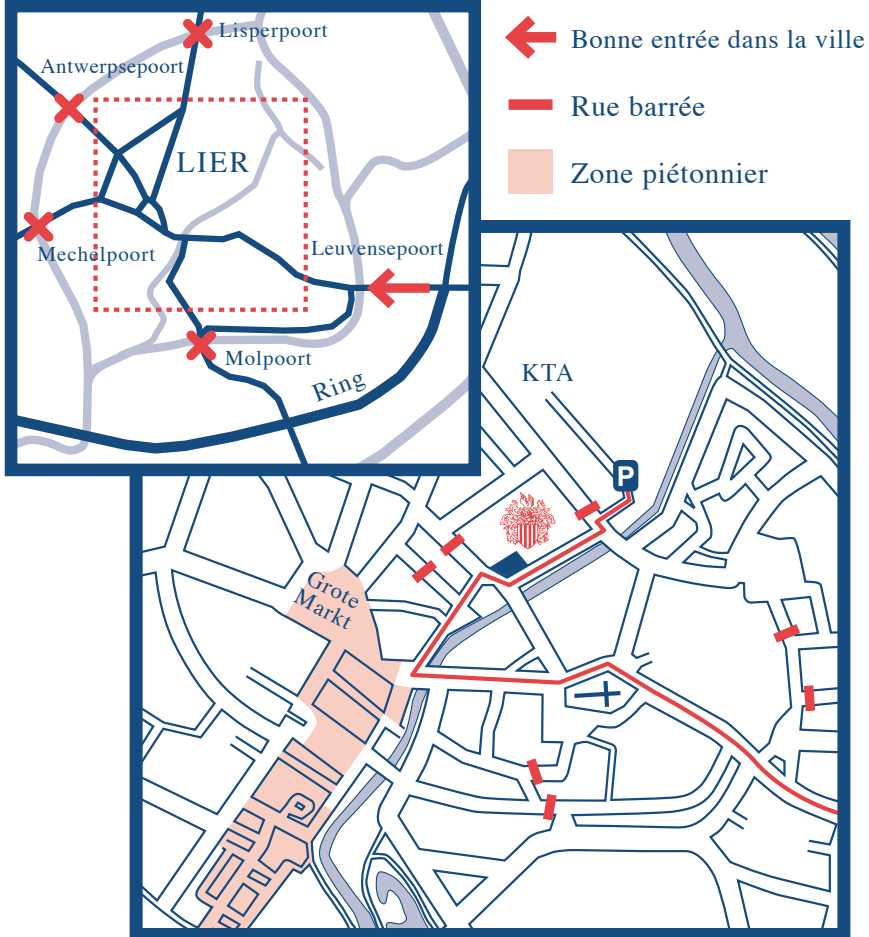 Lisperpoort
Antwerpsepoort
LIER
Mechelpoort
Leuvensepoort
Molpoort
Ring
Bonne entrée dans la ville
Rue barrée
Zone piétonnier
KTA
P
Grote
Markt